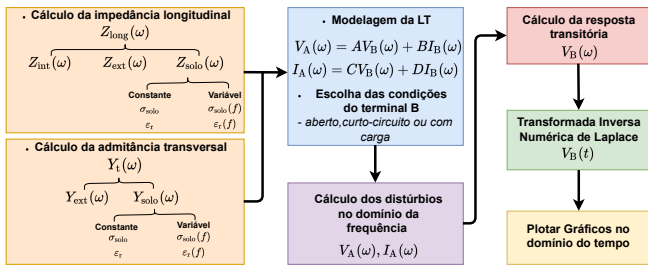 • Cálculo da impedância longitudinal
Z_long(ω)
Z_int(ω) Z_ext(ω) Z_solo(ω)
Constante Variável
σ_solo σ_solo(f)
ε_r ε_r(f)
• Cálculo da admitância transversal
Y_t(ω)
Y_ext(ω) Y_solo(ω)
Constante Variável
σ_solo σ_solo(f)
ε_r ε_r(f)
• Modelagem da LT
V_A(ω) = AV_B(ω) + BI_B(ω)
I_A(ω) = CV_B(ω) + DI_B(ω)
• Escolha das condições
do terminal B
- aberto,curto-circuito ou com
carga
Cálculo dos distúrbios
no domínio da
frequência
V_A(ω), I_A(ω)
Cálculo da resposta
transitória
V_B(ω)
Transformada Inversa
Numérica de Laplace
V_B(t)
Plotar Gráficos no
domínio do tempo